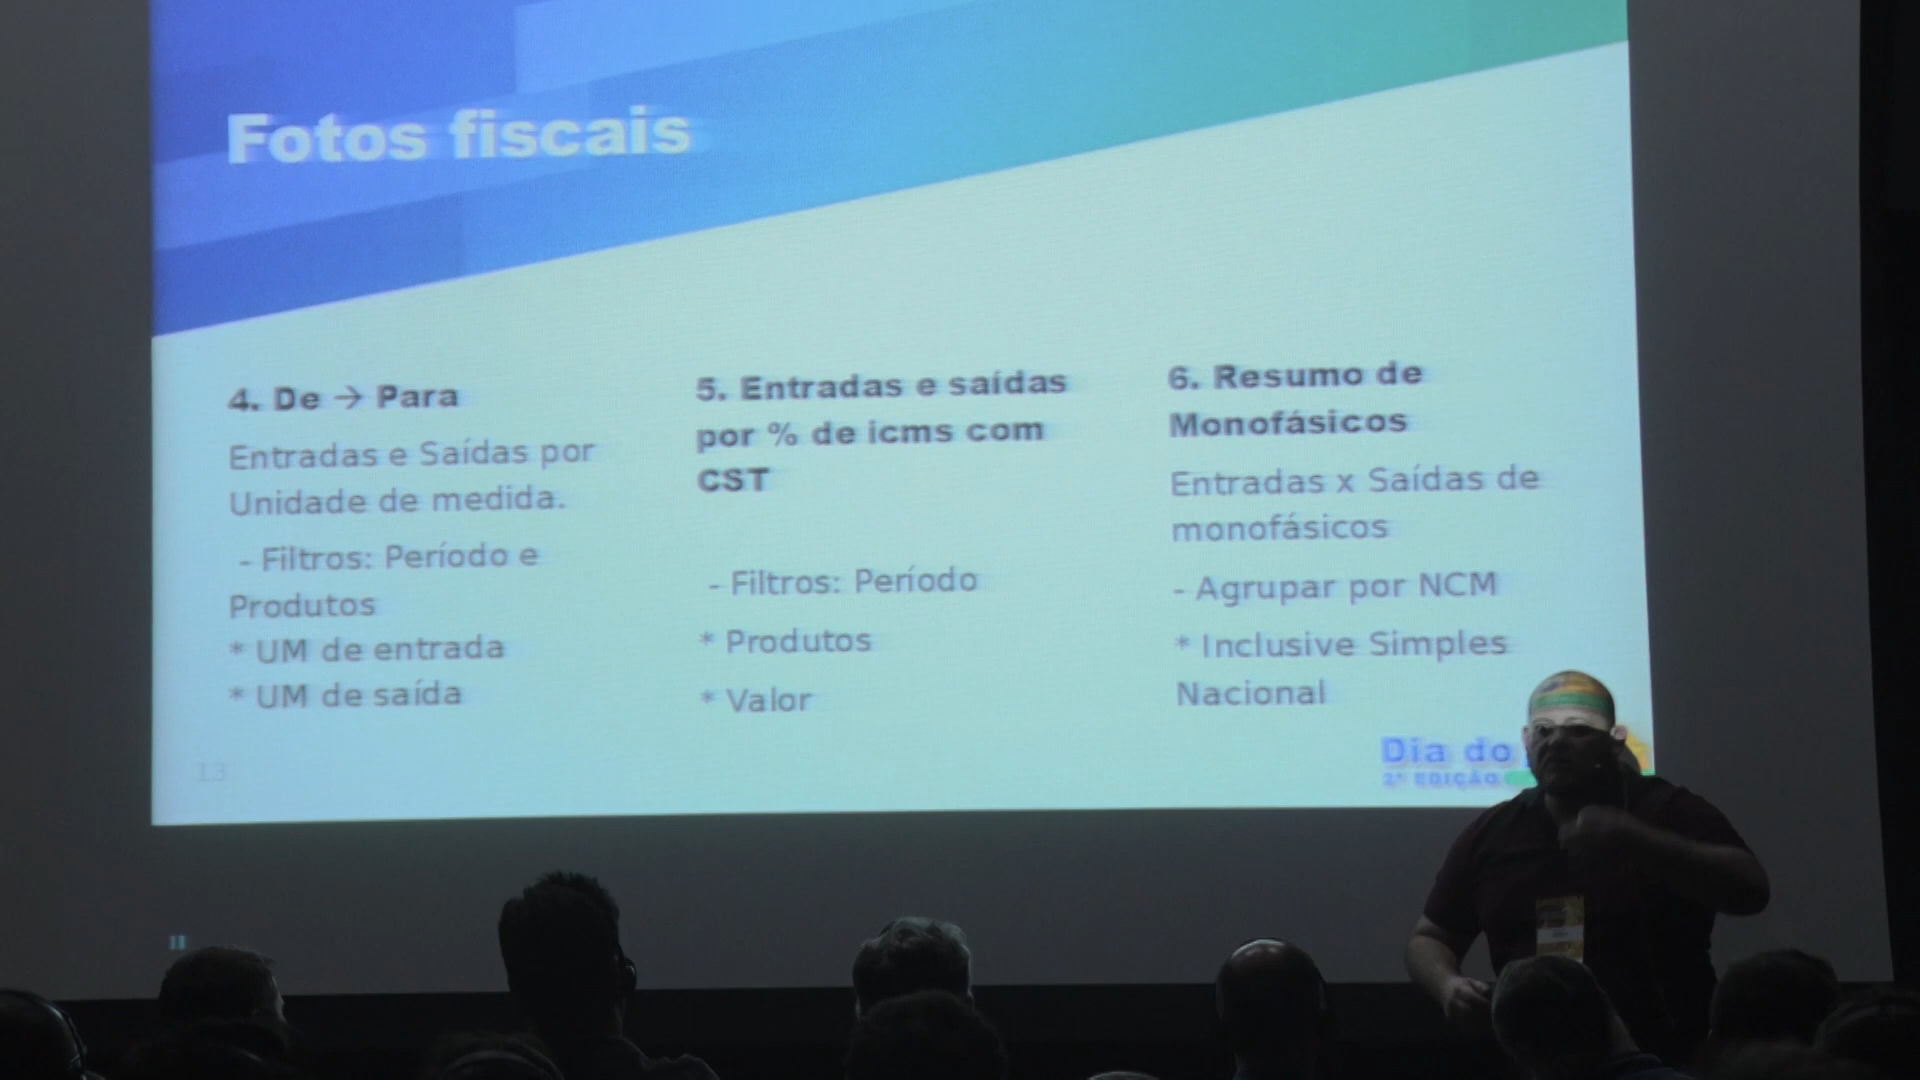 Fotos fiscais
4. De → Para
Entradas e Saídas por
Unidade de medida.
- Filtros: Período e
Produtos
* UM de entrada
* UM de saída
5. Entradas e saídas
por % de icms com
CST
- Filtros: Período
* Produtos
* Valor
6. Resumo de
Monofásicos
Entradas x Saídas de
monofásicos
- Agrupar por NCM
* Inclusive Simples
Nacional
13
Dia do
2ª EDIÇÃO